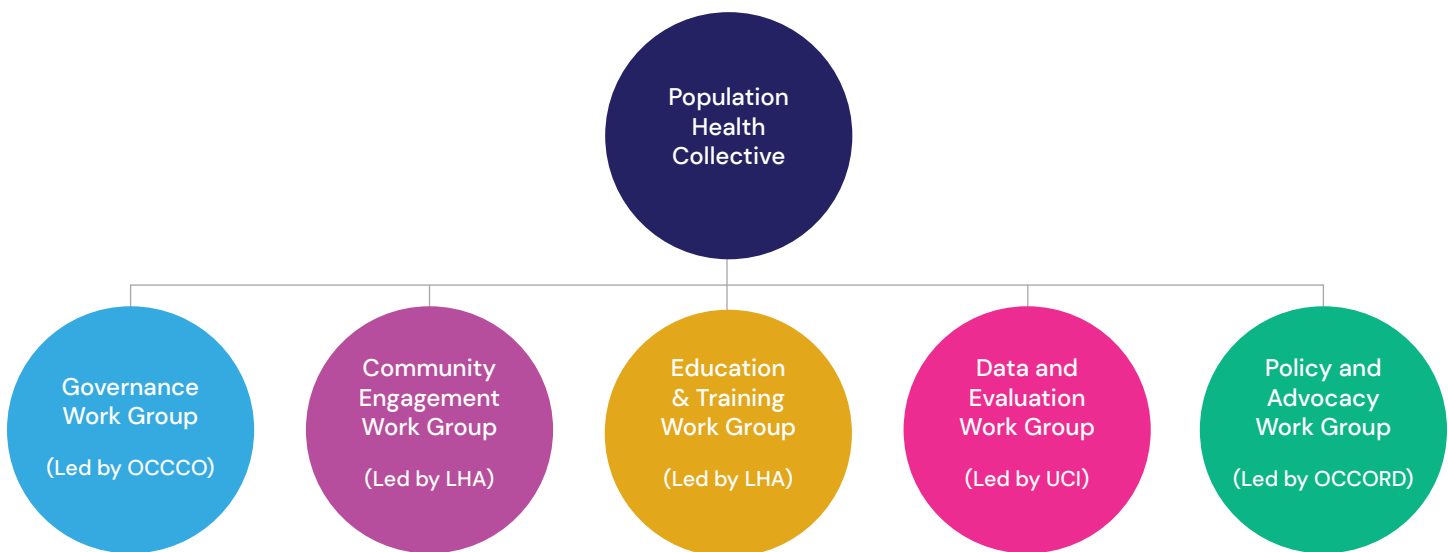 Population
Health
Collective
Governance
Work Group
(Led by OCCCO)
Community
Engagement
Work Group
(Led by LHA)
Education
& Training
Work Group
(Led by LHA)
Data and
Evaluation
Work Group
(Led by UCI)
Policy and
Advocacy
Work Group
(Led by OCCORD)